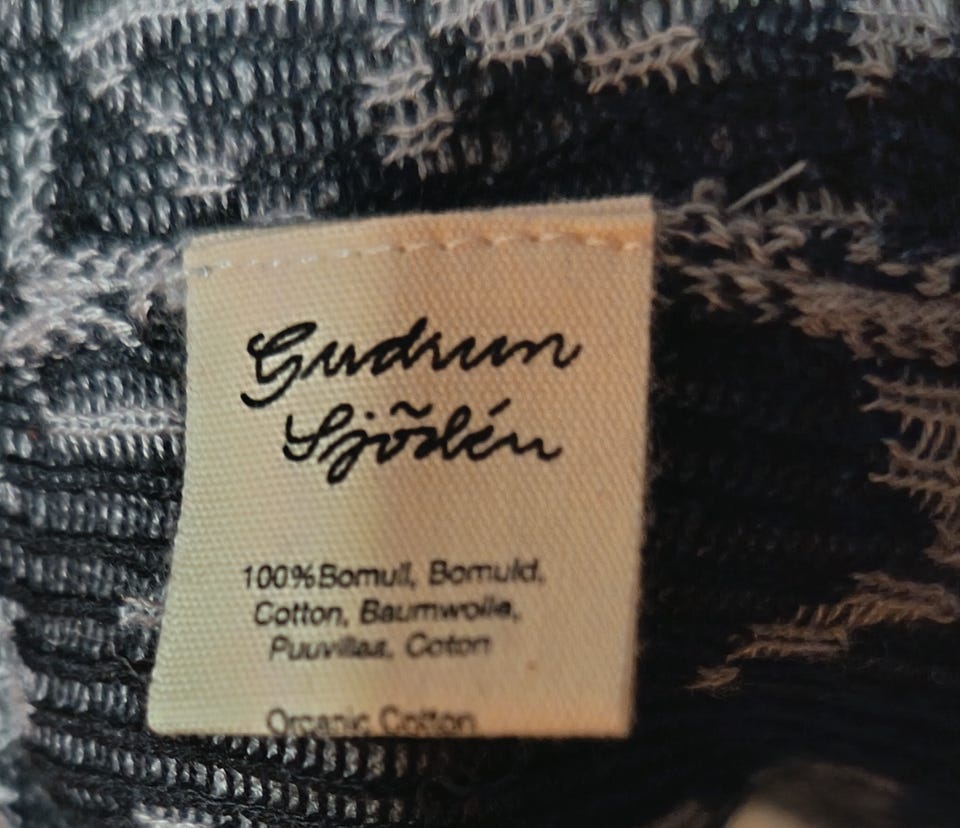 Gudrun
Sjödén
100% Bomull, Bomuld,
Cotton, Baumwolle,
Puuvillaa, Coton
Organic Cotton